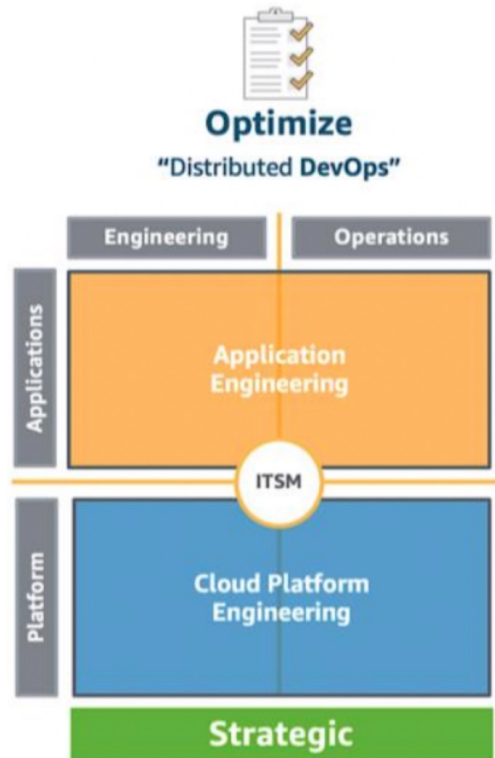 Optimize
"Distributed DevOps"
Engineering
Operations
Applications
Application
Engineering
ITSM
Platform
Cloud Platform
Engineering
Strategic